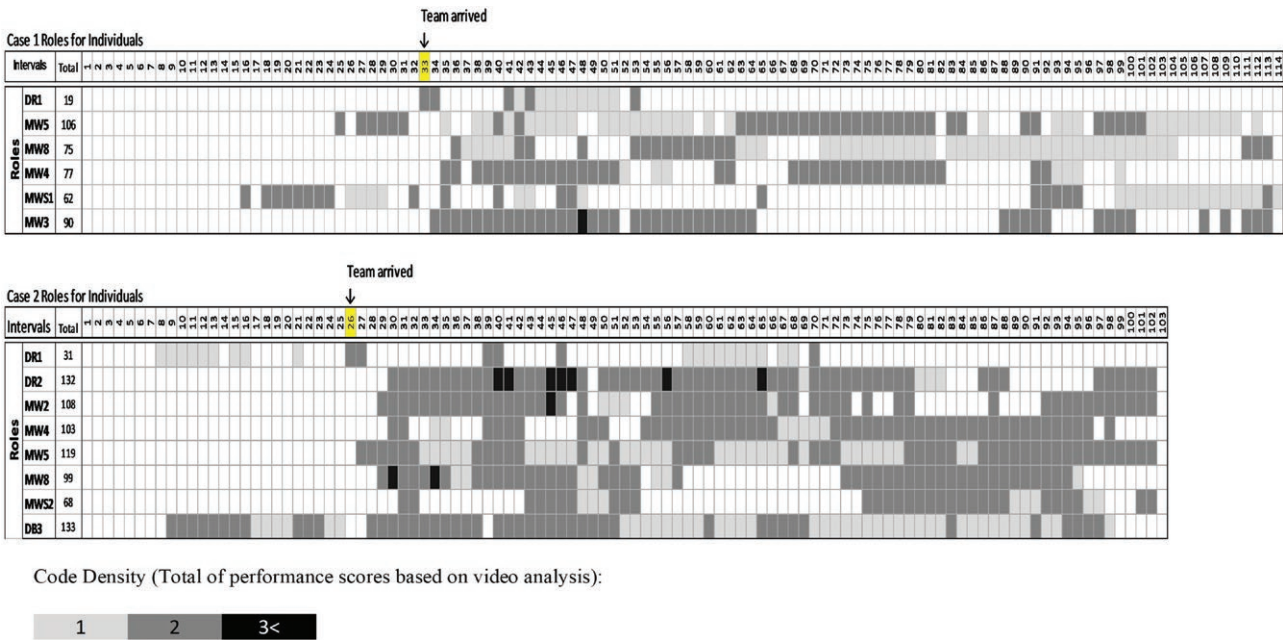 Team arrived
Case 1 Roles for Individuals
Intervals Total 1 2 3 4 5 6 7 8 9 10 11 12 13 14 15 16 17 18 19 20 21 22 23 24 25 26 27 28 29 30 31 32 33 34 35 36 37 38 39 40 41 42 43 44 45 46 47 48 49 50 51 52 53 54 55 56 57 58 59 60 61 62 63 64 65 66 67 68 69 70 71 72 73 74 75 76 77 78 79 80 81 82 83 84 85 86 87 88 89 90 91 92 93 94 95 96 97 98 99 100 101 102 103 104 105 106 107 108 109 110 111 112 113 114
Roles
DR1 19
MW5 106
MW8 75
MW4 77
MWS1 62
MW3 90
Team arrived
Case 2 Roles for Individuals
Intervals Total 1 2 3 4 5 6 7 8 9 10 11 12 13 14 15 16 17 18 19 20 21 22 23 24 25 26 27 28 29 30 31 32 33 34 35 36 37 38 39 40 41 42 43 44 45 46 47 48 49 50 51 52 53 54 55 56 57 58 59 60 61 62 63 64 65 66 67 68 69 70 71 72 73 74 75 76 77 78 79 80 81 82 83 84 85 86 87 88 89 90 91 92 93 94 95 96 97 98 99 100 101 102 103
Roles
DR1 31
DR2 132
MW2 108
MW4 103
MW5 119
MW8 99
MWS2 68
DB3 133
Code Density (Total of performance scores based on video analysis):
1 2 3<